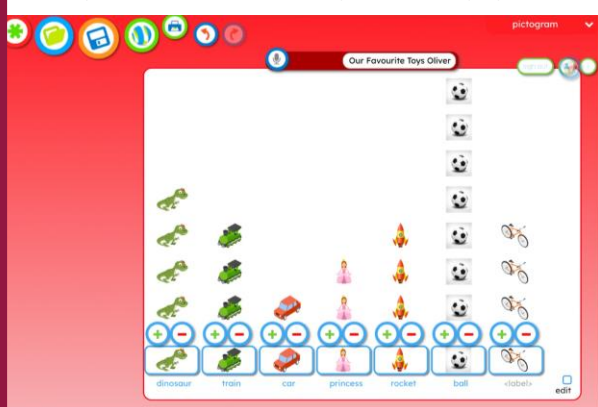 pictogram
Our Favourite Toys Oliver
dinosaur train car princess rocket ball <label>
edit